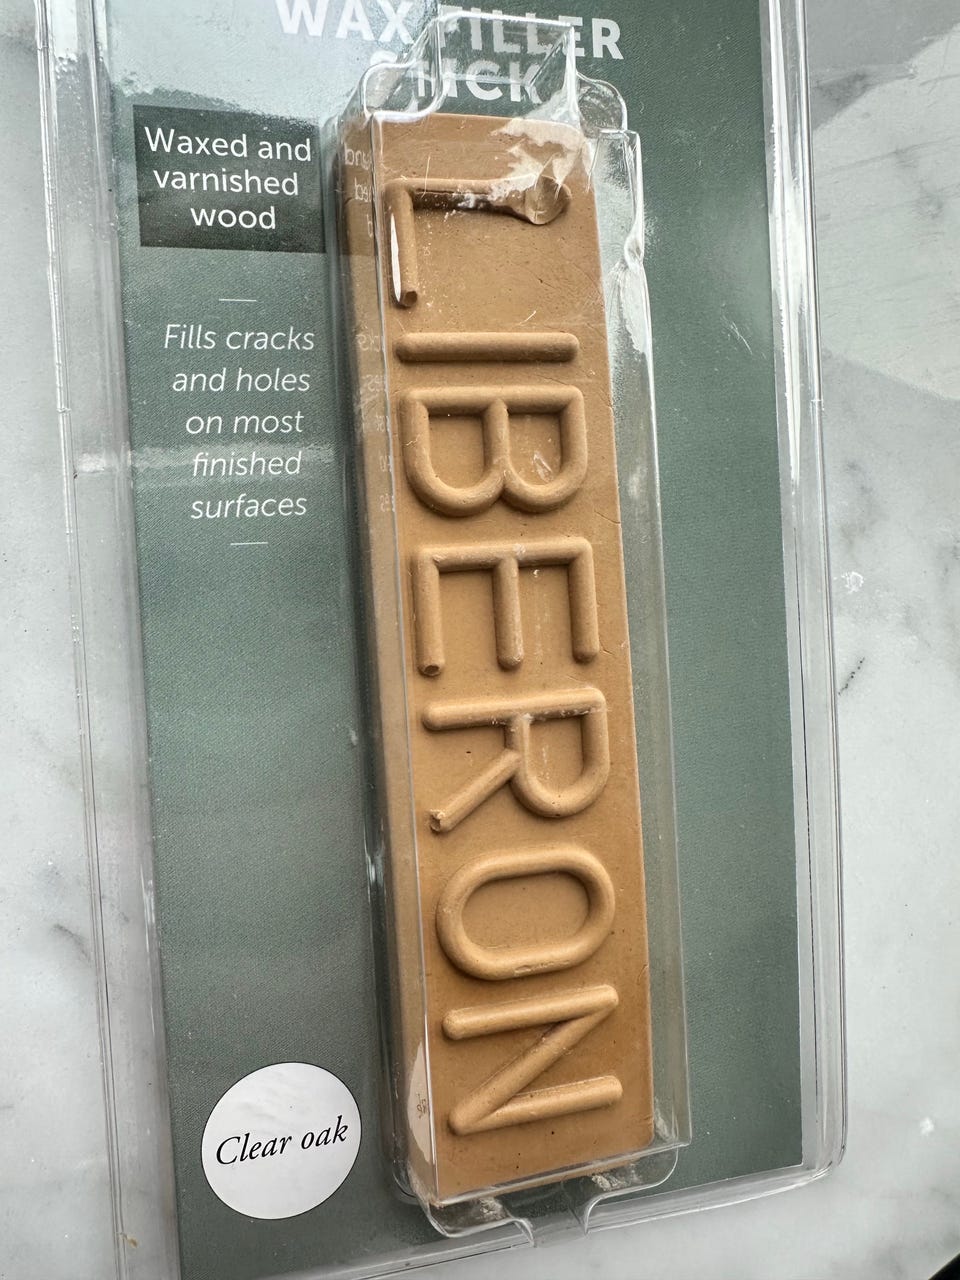 WAX FILLER
STICK
Waxed and
varnished
wood
Fills cracks
and holes
on most
finished
surfaces
LIBERON
Clear oak